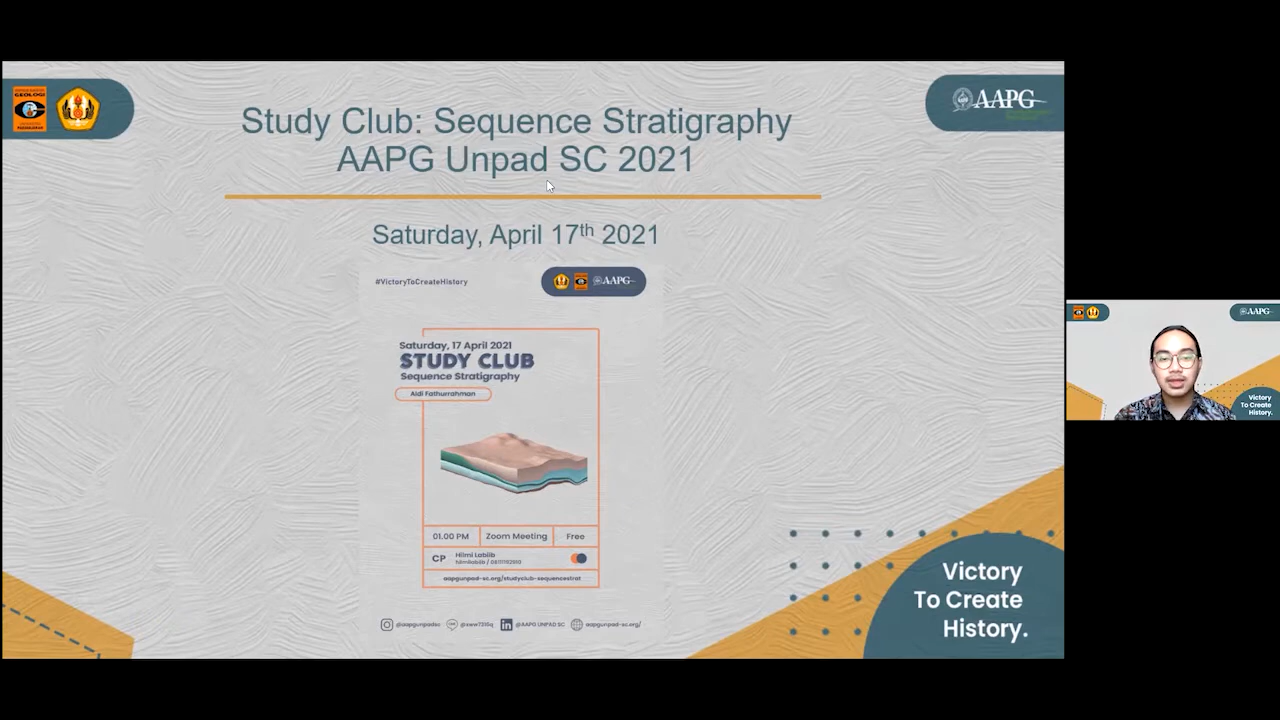 GEOLOGI
AAPG
Study Club: Sequence Stratigraphy
AAPG Unpad SC 2021
Saturday, April 17th 2021
#VictoryToCreateHistory
AAPG
Saturday, 17 April 2021
STUDY CLUB
Sequence Stratigraphy
Aidi Fathurrahman
01.00 PM
Zoom Meeting
Free
CP
Hilmi Labiib
aapgunpad-sc.org/studyclub-sequencestrat
@aapgunpadsc
@AAPG UNPAD SC
aapgunpad-sc.org/
Victory
To Create
History.
AAPG
Victory
To Create
History.